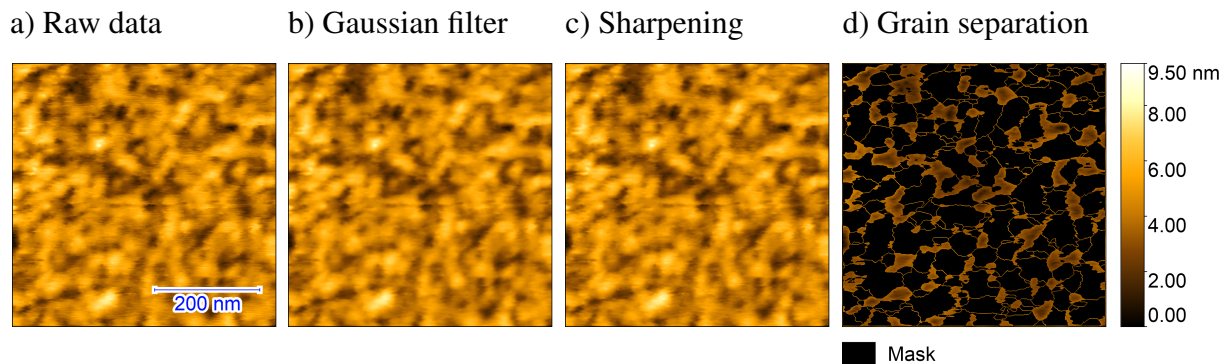 a) Raw data
b) Gaussian filter
c) Sharpening
d) Grain separation
200 nm
9.50 nm
8.00
6.00
4.00
2.00
0.00
Mask